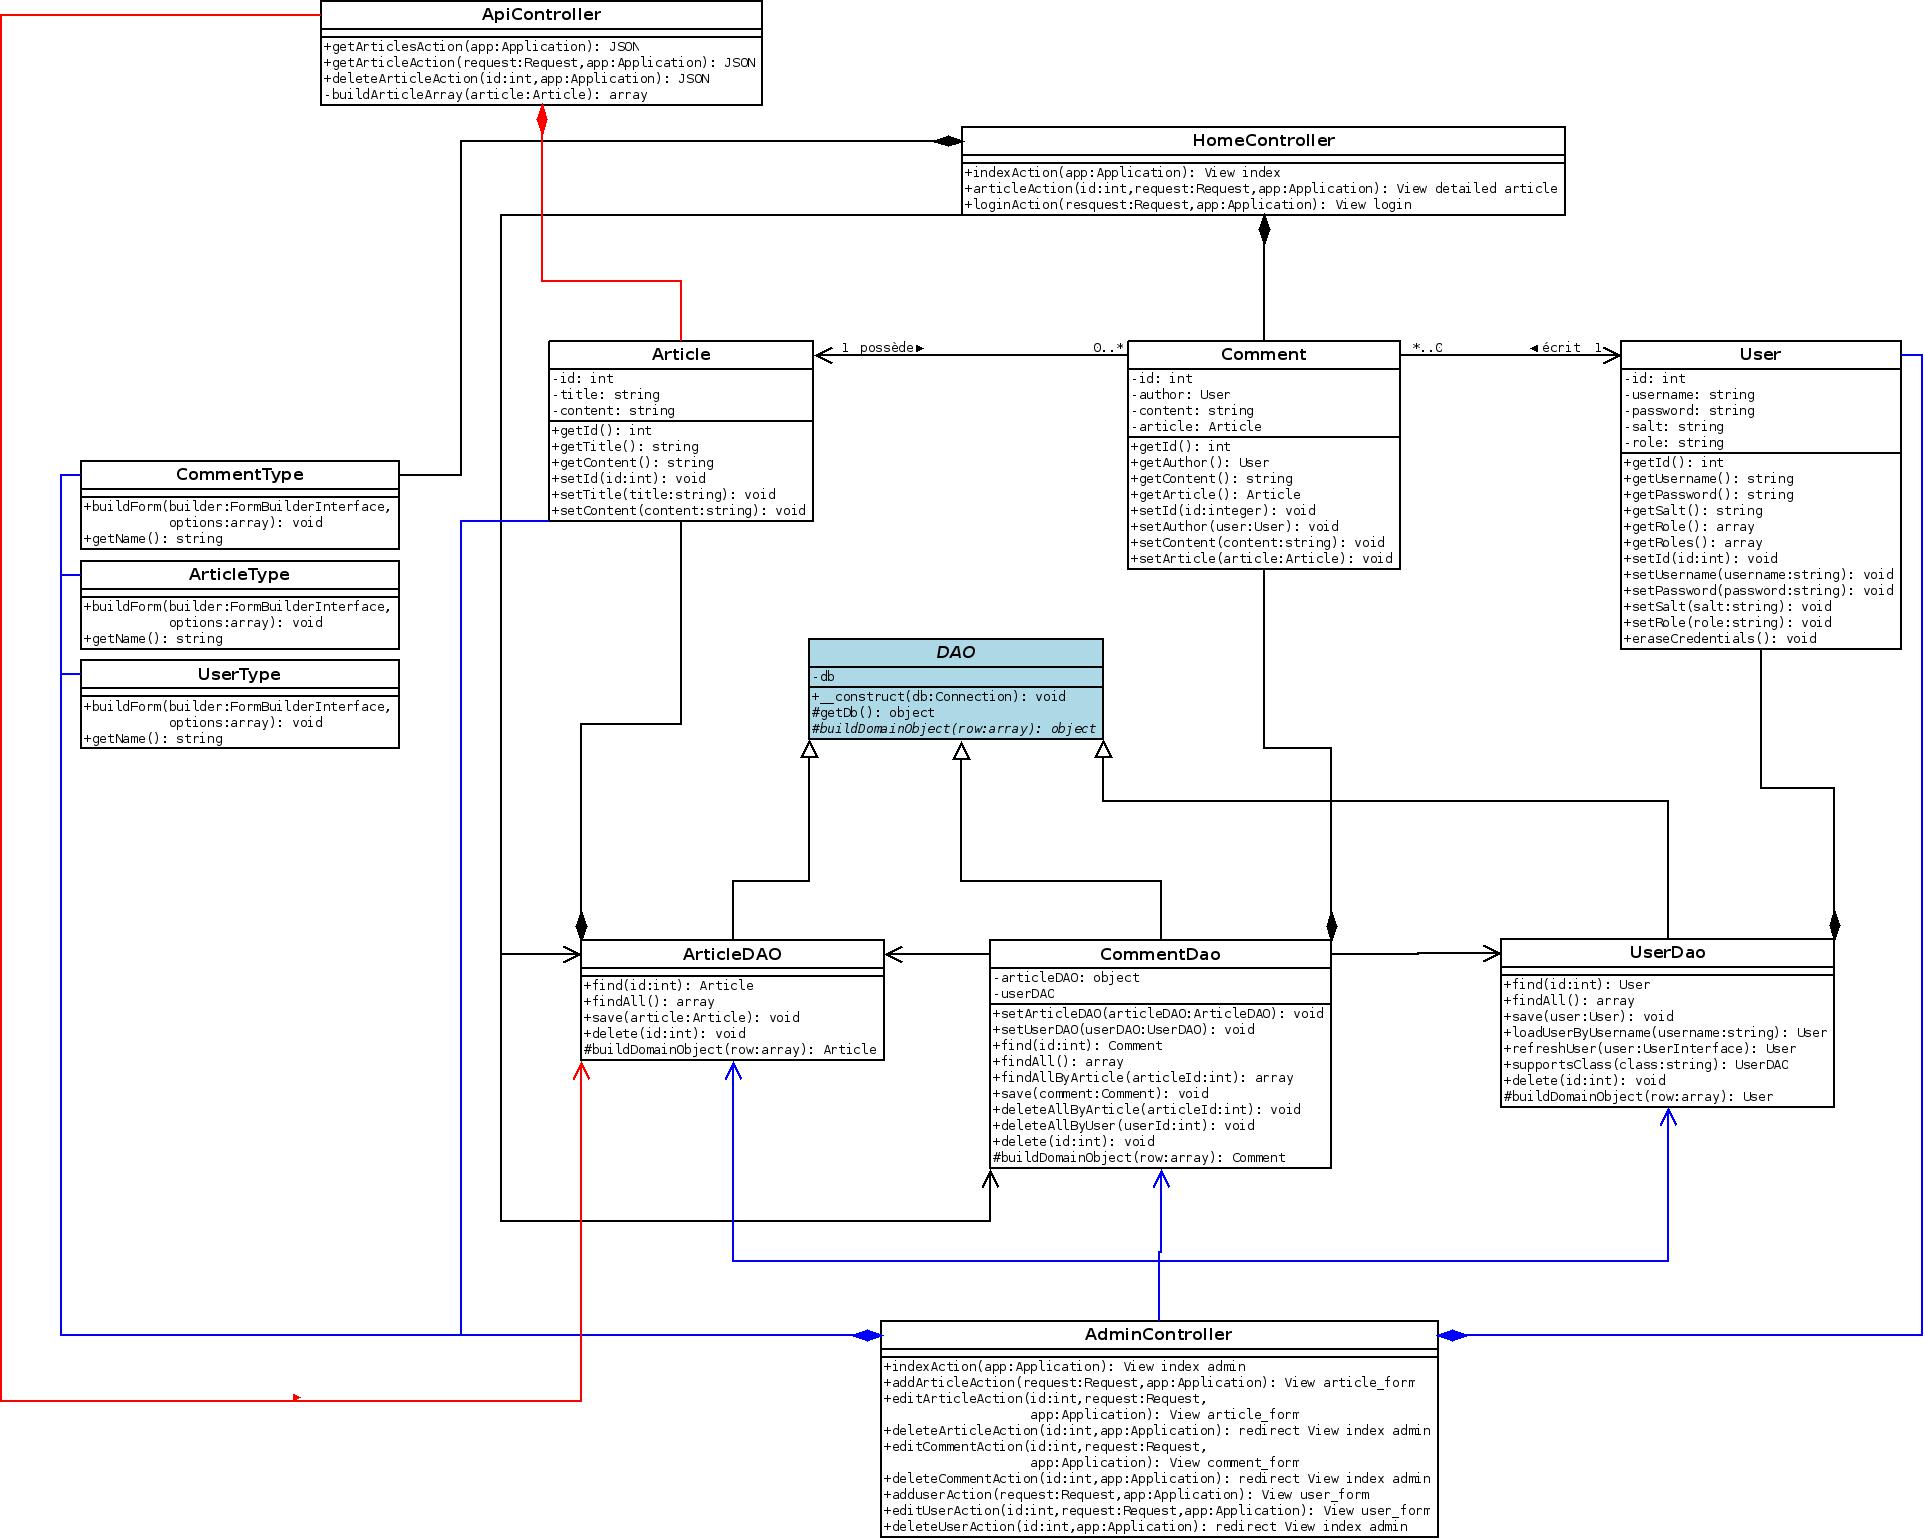 ApiController
+getArticlesAction(app:Application): JSON
+getArticleAction(request:Request,app:Application): JSON
+deleteArticleAction(id:int,app:Application): JSON
-buildArticleArray(article:Article): array
HomeController
+indexAction(app:Application): View index
+articleAction(id:int,request:Request,app:Application): View detailed article
+loginAction(resquest:Request,app:Application): View login
1 possède▶ 0..*
*..0 ◀écrit 1
Article
-id: int
-title: string
-content: string
+getId(): int
+getTitle(): string
+getContent(): string
+setId(id:int): void
+setTitle(title:string): void
+setContent(content:string): void
Comment
-id: int
-author: User
-content: string
-article: Article
+getId(): int
+getAuthor(): User
+getContent(): string
+getArticle(): Article
+setId(id:integer): void
+setAuthor(user:User): void
+setContent(content:string): void
+setArticle(article:Article): void
User
-id: int
-username: string
-password: string
-salt: string
-role: string
+getId(): int
+getUsername(): string
+getPassword(): string
+getSalt(): string
+getRole(): array
+getRoles(): array
+setId(id:int): void
+setUsername(username:string): void
+setPassword(password:string): void
+setSalt(salt:string): void
+setRole(role:string): void
+eraseCredentials(): void
CommentType
+buildForm(builder:FormBuilderInterface,
options:array): void
+getName(): string
ArticleType
+buildForm(builder:FormBuilderInterface,
options:array): void
+getName(): string
UserType
+buildForm(builder:FormBuilderInterface,
options:array): void
+getName(): string
DAO
-db
+__construct(db:Connection): void
#getDb(): object
#buildDomainObject(row:array): object
ArticleDAO
+find(id:int): Article
+findAll(): array
+save(article:Article): void
+delete(id:int): void
#buildDomainObject(row:array): Article
CommentDao
-articleDAO: object
-userDAO
+setArticleDAO(articleDAO:ArticleDAO): void
+setUserDAO(userDAO:UserDAO): void
+find(id:int): Comment
+findAll(): array
+findAllByArticle(articleId:int): array
+save(comment:Comment): void
+deleteAllByArticle(articleId:int): void
+deleteAllByUser(userId:int): void
+delete(id:int): void
#buildDomainObject(row:array): Comment
UserDao
+find(id:int): User
+findAll(): array
+save(user:User): void
+loadUserByUsername(username:string): User
+refreshUser(user:UserInterface): User
+supportsClass(class:string): UserDAO
+delete(id:int): void
#buildDomainObject(row:array): User
AdminController
+indexAction(app:Application): View index admin
+addArticleAction(request:Request,app:Application): View article_form
+editArticleAction(id:int,request:Request,
app:Application): View article_form
+deleteArticleAction(id:int,app:Application): redirect View index admin
+editCommentAction(id:int,request:Request,
app:Application): View comment_form
+deleteCommentAction(id:int,app:Application): redirect View index admin
+adduserAction(request:Request,app:Application): View user_form
+editUserAction(id:int,request:Request,app:Application): View user_form
+deleteUserAction(id:int,app:Application): redirect View index admin